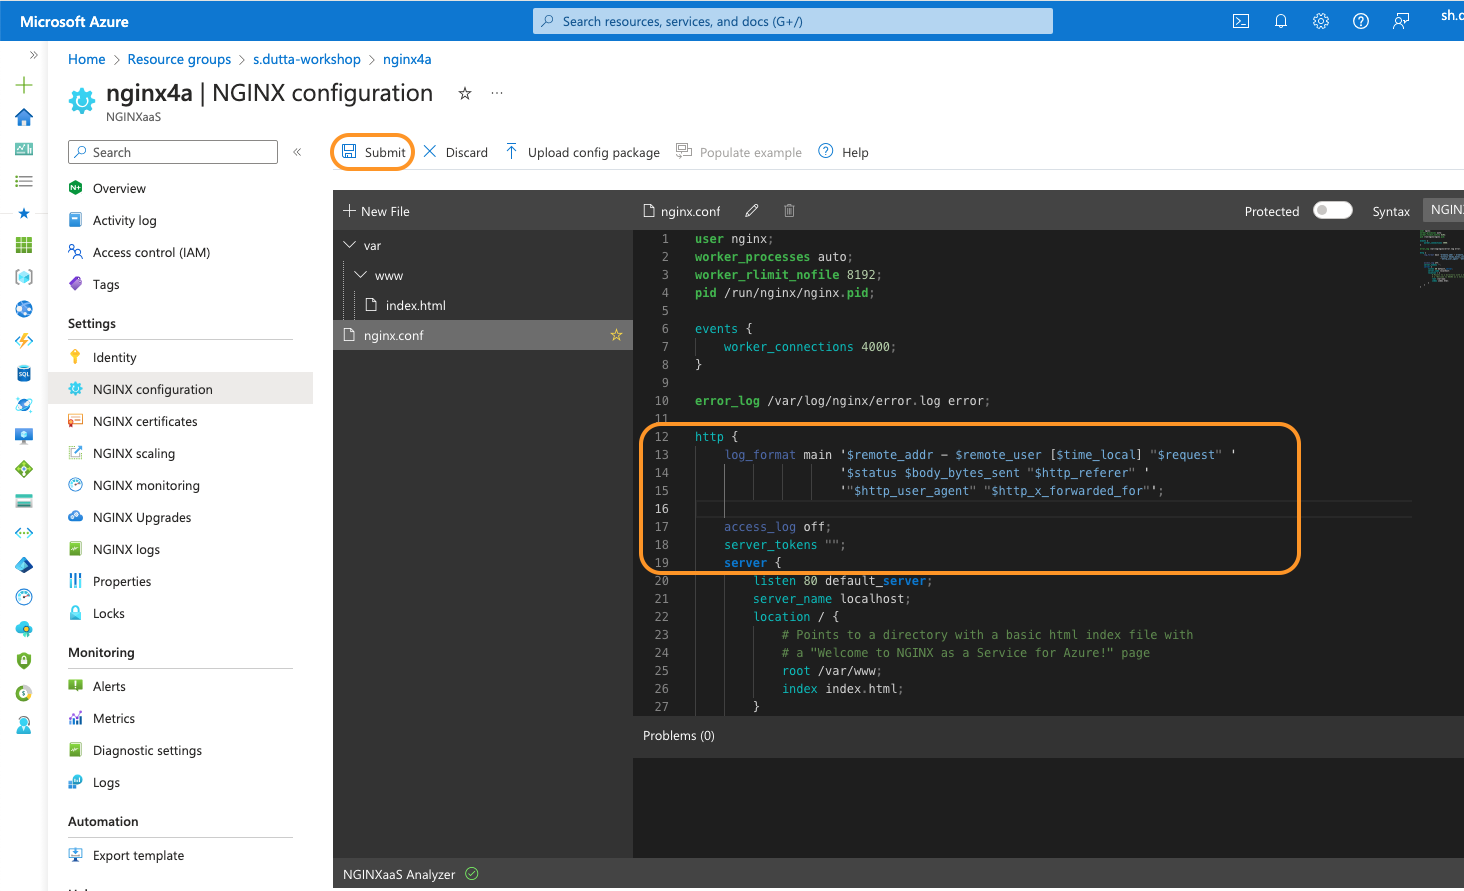 Microsoft Azure
Search resources, services, and docs (G+/)
Home > Resource groups > s.dutta-workshop > nginx4a
nginx4a | NGINX configuration
NGINXaaS
Search
Overview
Activity log
Access control (IAM)
Tags
Settings
Identity
NGINX configuration
NGINX certificates
NGINX scaling
NGINX monitoring
NGINX Upgrades
NGINX logs
Properties
Locks
Monitoring
Alerts
Metrics
Diagnostic settings
Logs
Automation
Export template
Submit
Discard
Upload config package
Populate example
Help
New File
var
www
index.html
nginx.conf
nginx.conf
Protected
Syntax
1 user nginx;
2 worker_processes auto;
3 worker_rlimit_nofile 8192;
4 pid /run/nginx/nginx.pid;
5
6 events {
7 worker_connections 4000;
8 }
9
10 error_log /var/log/nginx/error.log error;
11
12 http {
13 log_format main '$remote_addr - $remote_user [$time_local] "$request" '
14 '$status $body_bytes_sent "$http_referer" '
15 '"$http_user_agent" "$http_x_forwarded_for"';
16
17 access_log off;
18 server_tokens "";
19 server {
20 listen 80 default_server;
21 server_name localhost;
22 location / {
23 # Points to a directory with a basic html index file with
24 # a "Welcome to NGINX as a Service for Azure!" page
25 root /var/www;
26 index index.html;
27 }
Problems (0)
NGINXaaS Analyzer